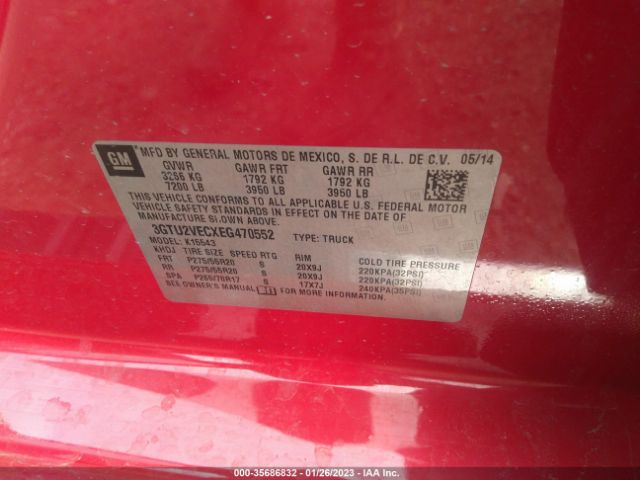 GM MFD BY GENERAL MOTORS DE MEXICO, S. DE R.L. DE C.V. 05/14
GVWR GAWR FRT GAWR RR
3266 KG 1792 KG 1792 KG
7200 LB 3950 LB 3950 LB
THIS VEHICLE CONFORMS TO ALL APPLICABLE U.S. FEDERAL MOTOR
VEHICLE SAFETY STANDARDS IN EFFECT ON THE DATE OF
MANUFACTURE SHOWN ABOVE.
3GTU2VECXEG470552 TYPE: TRUCK
MODEL: K15543
KHOJ TIRE SIZE SPEED RTG RIM COLD TIRE PRESSURE
FRT P275/55R20 S 20X9J 220KPA(32PSI)
RR P275/55R20 S 20X9J 220KPA(32PSI)
SPA P265/70R17 S 17X7J 240KPA(35PSI)
SEE OWNER'S MANUAL FOR MORE INFORMATION.
000-35686832 / 01/26/2023 - IAA Inc.